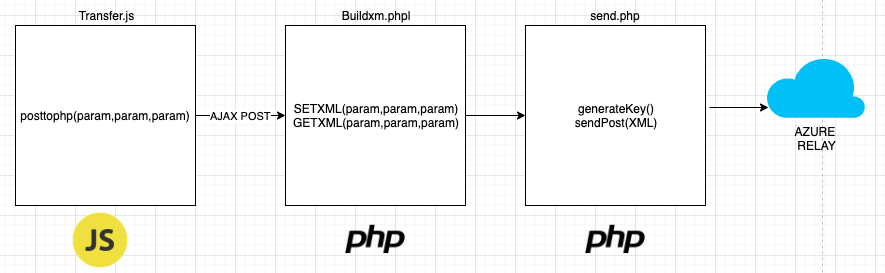 Transfer.js
Buildxm.phpl
send.php
posttophp(param,param,param)
AJAX POST
SETXML(param,param,param)
GETXML(param,param,param)
generateKey()
sendPost(XML)
AZURE
RELAY
JS
php
php